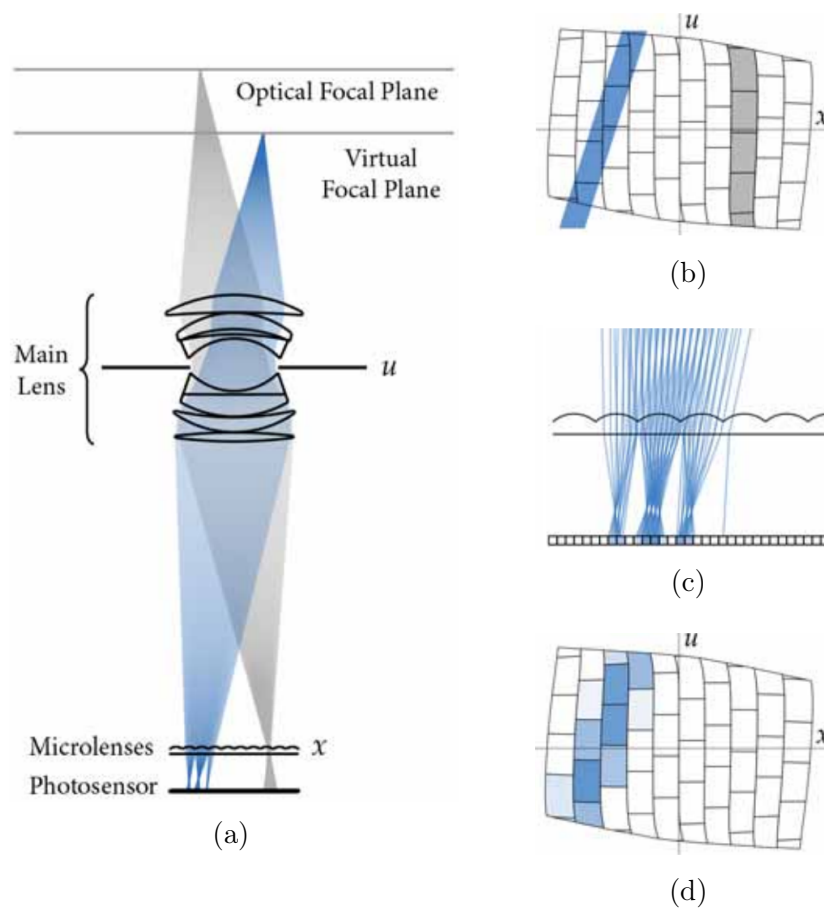 Optical Focal Plane
Virtual
Focal Plane
Main
Lens
u
Microlenses
x
Photosensor
(a)
u
x
(b)
(c)
u
x
(d)